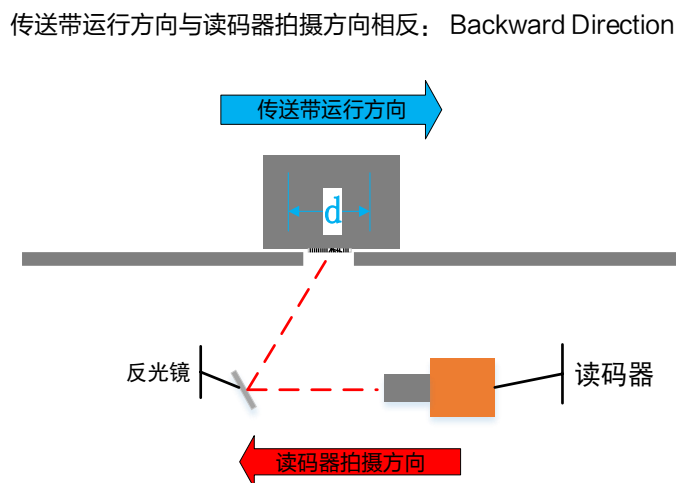 传送带运行方向与读码器拍摄方向相反：Backward Direction
传送带运行方向
d
反光镜
读码器
读码器拍摄方向